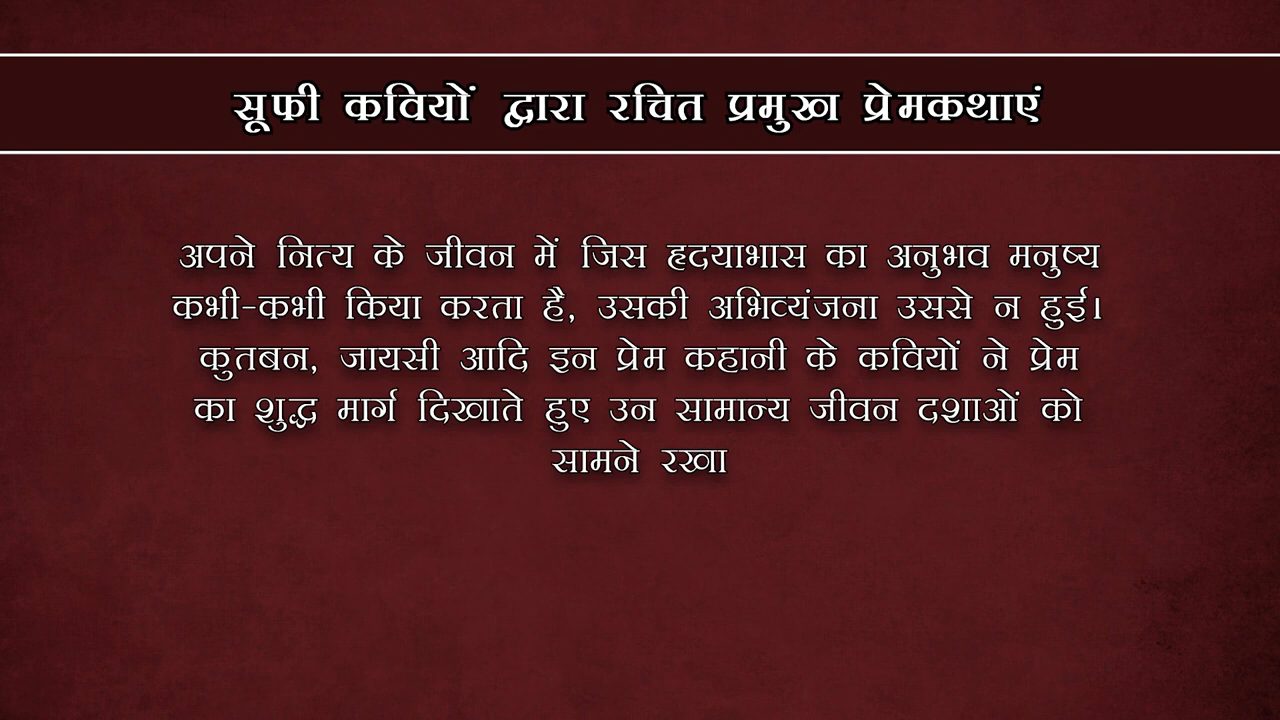 सूफी कवियों द्वारा रचित प्रमुख प्रेमकथाएं
अपने नित्य के जीवन में जिस हृदयाभास का अनुभव मनुष्य
कभी-कभी किया करता है, उसकी अभिव्यंजना उससे न हुई।
कुतबन, जायसी आदि इन प्रेम कहानी के कवियों ने प्रेम
का शुद्ध मार्ग दिखाते हुए उन सामान्य जीवन दशाओं को
सामने रखा